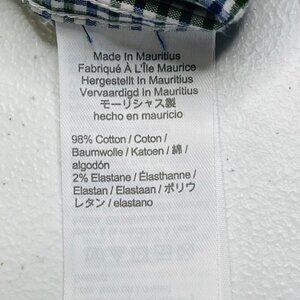 Made In Mauritius
Fabriqué À L'Île Maurice
Hergestellt In Mauritius
Vervaardigd In Mauritius
モーリシャス製
hecho en mauricio
98% Cotton / Coton /
Baumwolle / Katoen / 綿 /
algodón
2% Elastane / Élasthanne /
Elastan / Elastaan / ポリウ
レタン / elastano